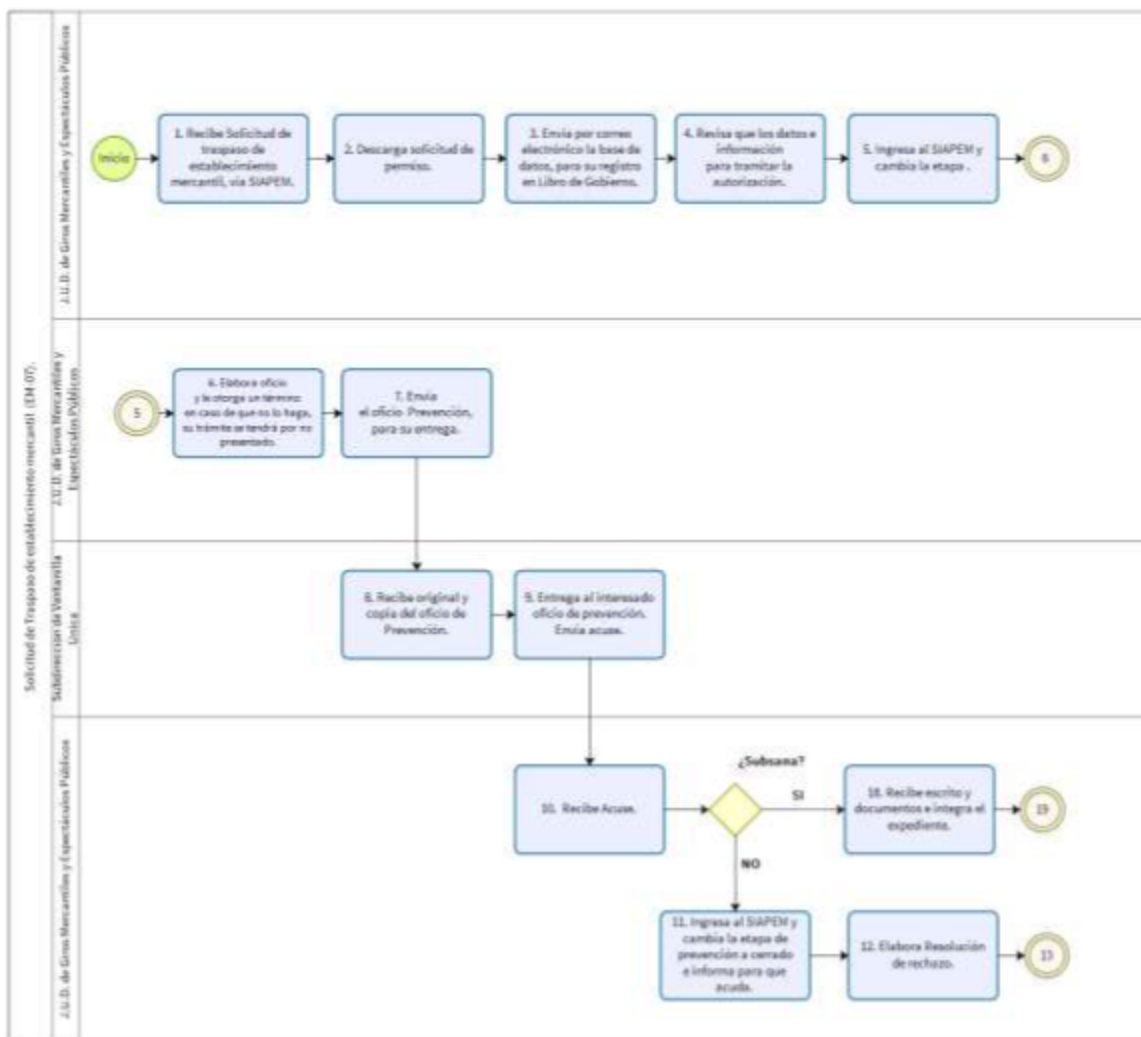 Solicitud de Traspaso de establecimiento mercantil (EM-07).
J.U.D. de Giros Mercantiles y Espectáculos Públicos
Inicio
1. Recibe Solicitud de
traspaso de
establecimiento
mercantil, vía SIAPEM.
2. Descarga solicitud de
permiso.
3. Envía por correo
electrónico la base de
datos, para su registro
en Libro de Gobierno.
4. Revisa que los datos e
información
para tramitar la
autorización.
5. Ingresa al SIAPEM y
cambia la etapa .
6
J.U.D. de Giros Mercantiles y
Espectáculos Públicos
5
6. Elabora oficio
y le otorga un término
en caso de que no lo haga,
su trámite se tendrá por no
presentado.
7. Envía
el oficio Prevención,
para su entrega.
Subdirección de Ventanilla
Única
8. Recibe original y
copia del oficio de
Prevención.
9. Entrega al interesado
oficio de prevención.
Envía acuse.
J.U.D. de Giros Mercantiles y Espectáculos Públicos
10. Recibe Acuse.
¿Subsana?
SI
18. Recibe escrito y
documentos e integra el
expediente.
19
NO
11. Ingresa al SIAPEM y
cambia la etapa de
prevención a cerrado
e informa para que
acuda.
12. Elabora Resolución
de rechazo.
13